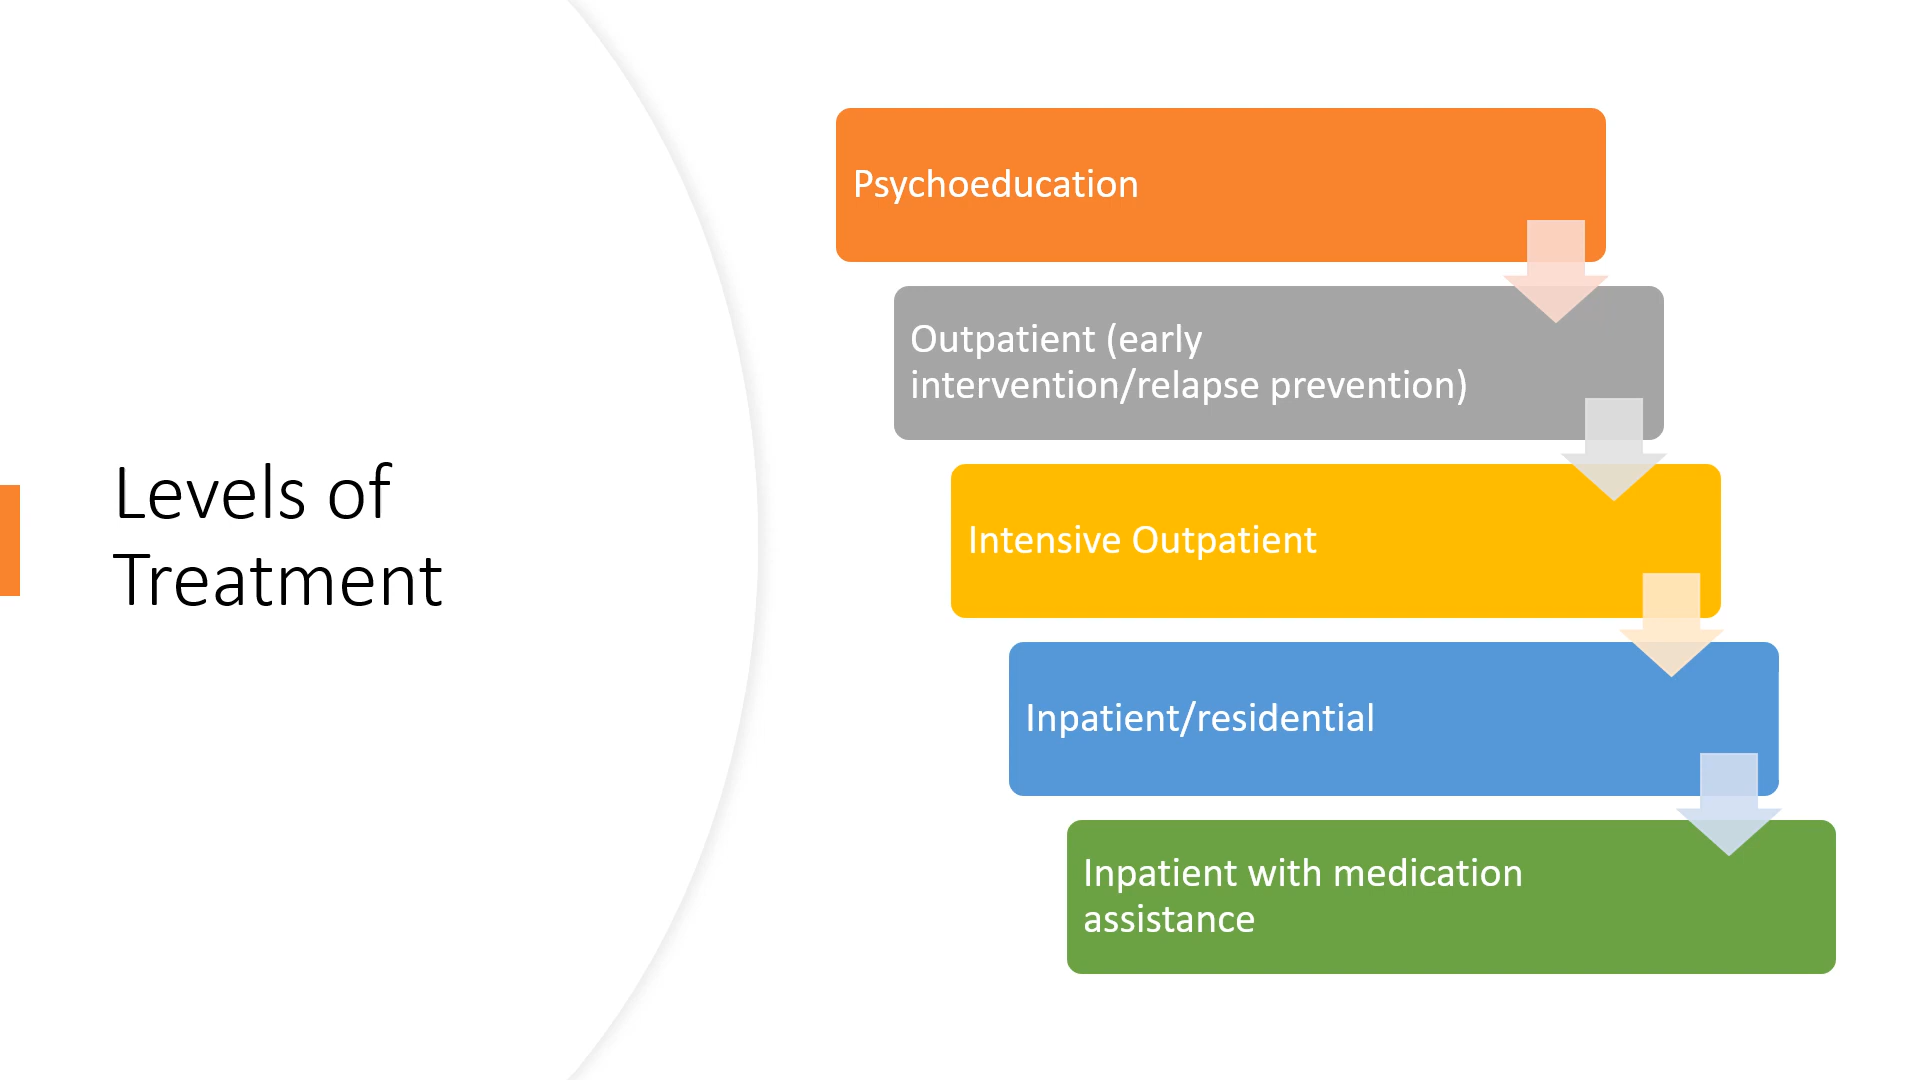 Levels of
Treatment
Psychoeducation
Outpatient (early
intervention/relapse prevention)
Intensive Outpatient
Inpatient/residential
Inpatient with medication
assistance